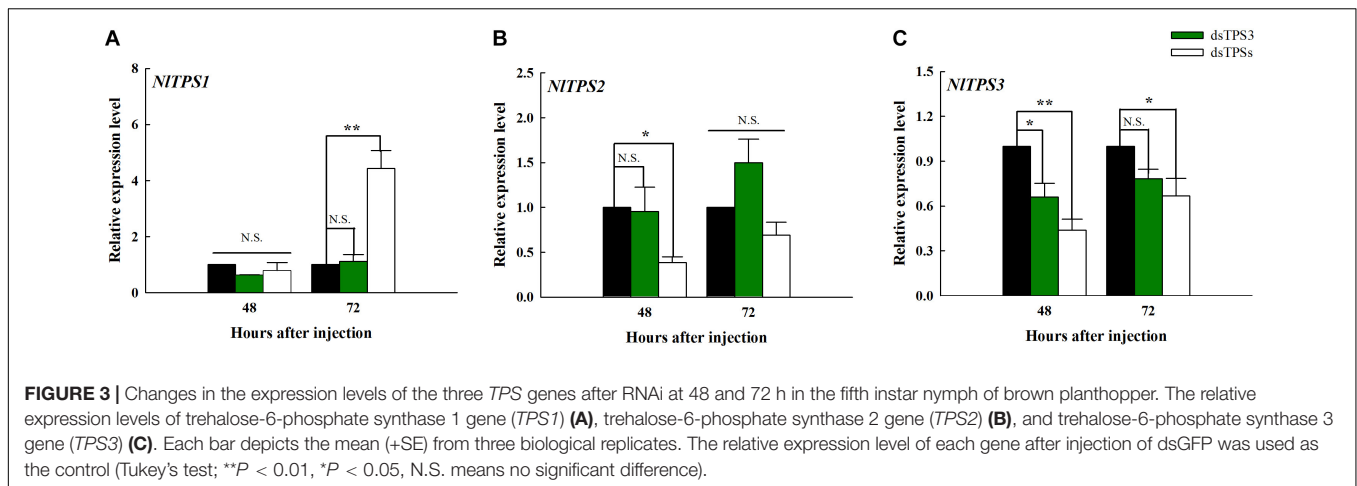 A
NlTPS1
Relative expression level
8
6
4
2
0
N.S.
**
N.S.
48
72
Hours after injection
B
NlTPS2
Relative expression level
2.5
2.0
1.5
1.0
0.5
0.0
*
N.S.
N.S.
48
72
Hours after injection
C
dsTPS3
dsTPSs
NlTPS3
Relative expression level
1.5
1.2
0.9
0.6
0.3
0.0
**
*
*
N.S.
48
72
Hours after injection
FIGURE 3 | Changes in the expression levels of the three TPS genes after RNAi at 48 and 72 h in the fifth instar nymph of brown planthopper. The relative
expression levels of trehalose-6-phosphate synthase 1 gene (TPS1) (A), trehalose-6-phosphate synthase 2 gene (TPS2) (B), and trehalose-6-phosphate synthase 3
gene (TPS3) (C). Each bar depicts the mean (+SE) from three biological replicates. The relative expression level of each gene after injection of dsGFP was used as
the control (Tukey's test; **P < 0.01, *P < 0.05, N.S. means no significant difference).